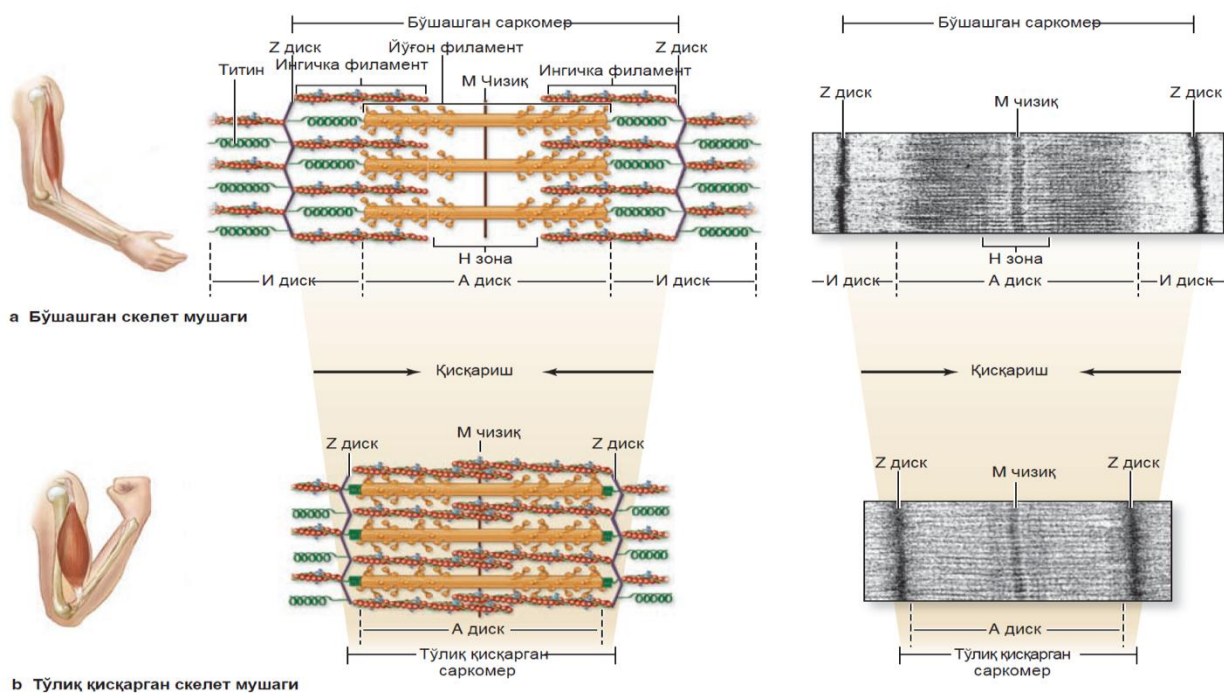 Бўшашган саркомер
Z диск
Йўғон филамент
Z диск
Титин
Ингичка филамент
М Чизиқ
Ингичка филамент
Н зона
И диск
А диск
И диск
Бўшашган саркомер
Z диск
М чизиқ
Z диск
Н зона
И диск
А диск
И диск
а Бўшашган скелет мушаги
Қисқариш
Қисқариш
М чизиқ
Z диск
Z диск
А диск
Тўлиқ қисқарган
саркомер
Z диск
М чизиқ
Z диск
А диск
Тўлиқ қисқарган
саркомер
b Тўлиқ қисқарган скелет мушаги